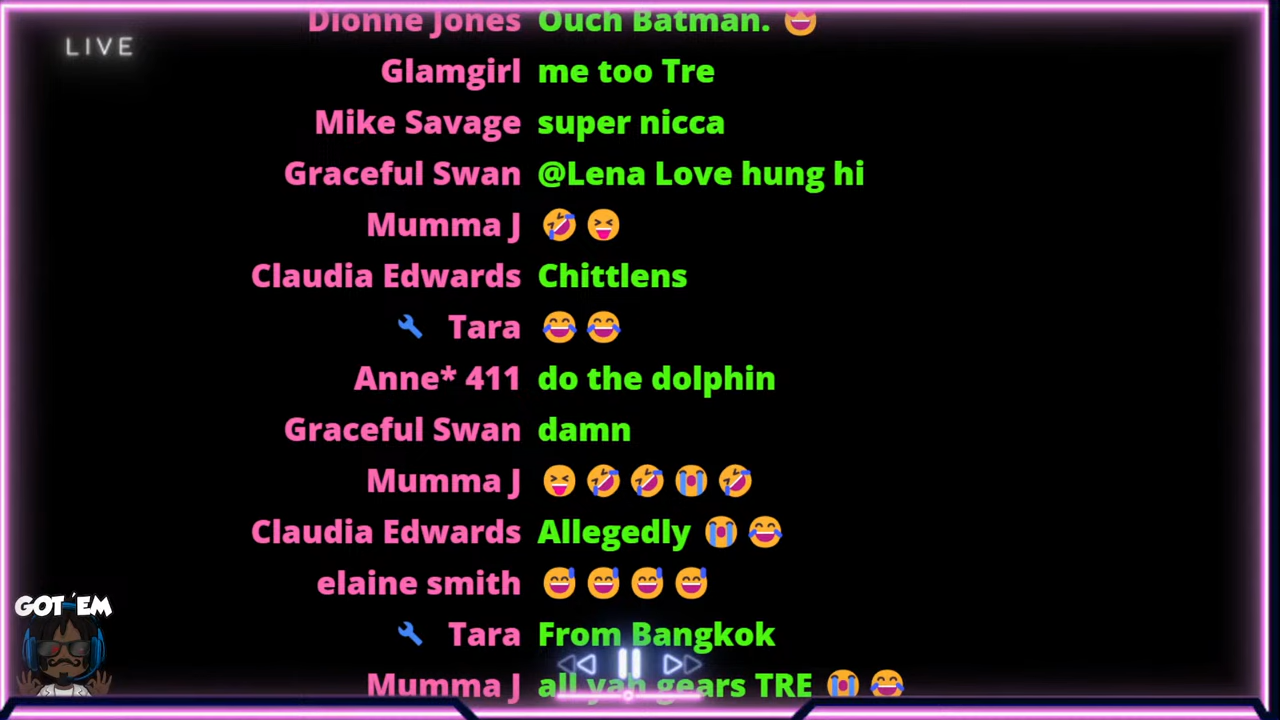 Dionne Jones Ouch Batman. 😍
LIVE
Glamgirl me too Tre
Mike Savage super nicca
Graceful Swan @Lena Love hung hi
Mumma J 🤣 😝
Claudia Edwards Chittlens
Tara 😂 😂
Anne* 411 do the dolphin
Graceful Swan damn
Mumma J 😝 🤣 🤣 😭 🤣
Claudia Edwards Allegedly 😭 😂
elaine smith 😅 😅 😅 😅
GOT 'EM
Tara From Bangkok
Mumma J all yah gears TRE 😭 😂